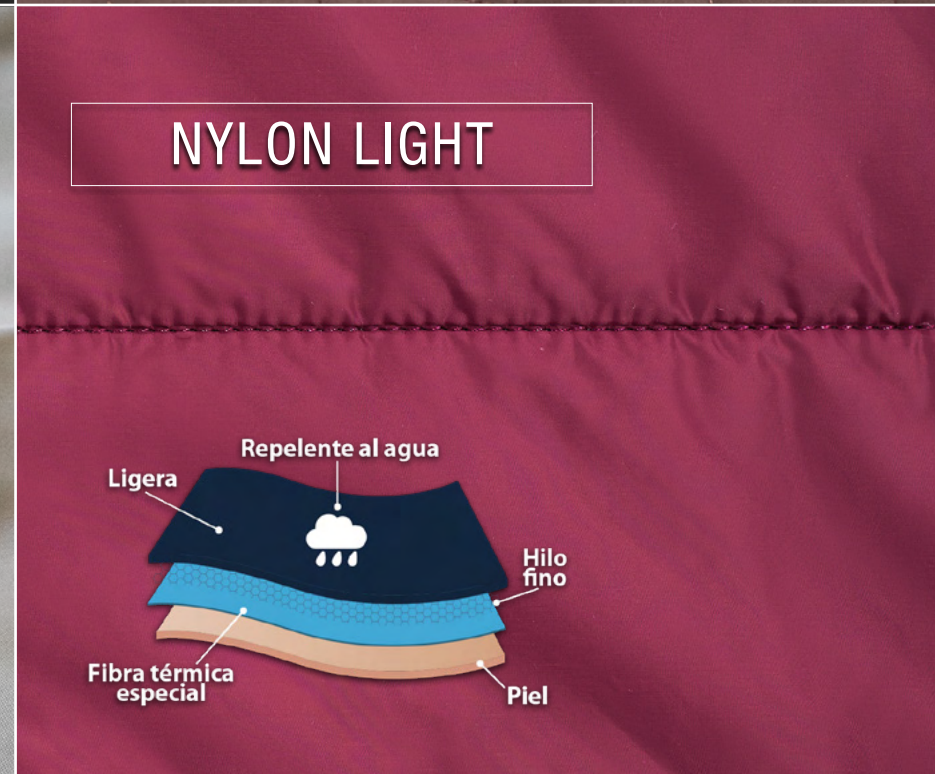 NYLON LIGHT
Repelente al agua
Ligera
Hilo
fino
Fibra térmica
especial
Piel